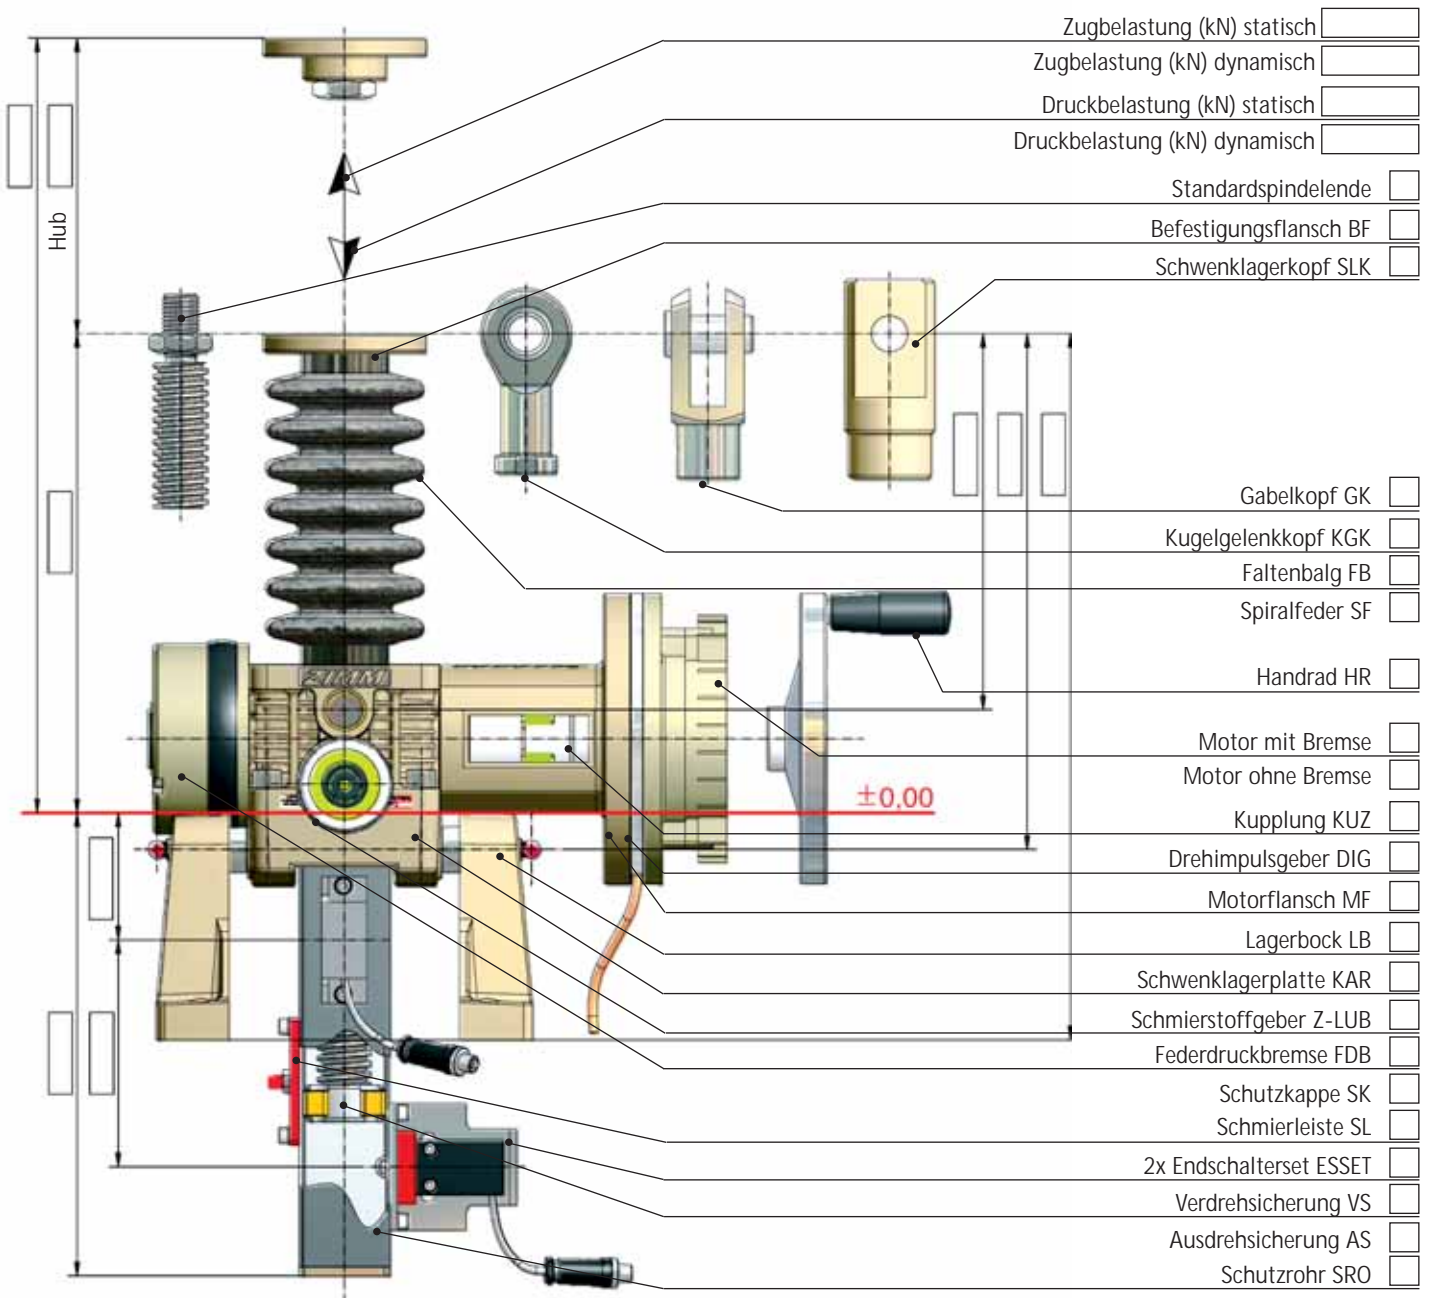 Zugbelastung (kN) statisch
Zugbelastung (kN) dynamisch
Druckbelastung (kN) statisch
Druckbelastung (kN) dynamisch
Standardspindelende
Befestigungsflansch BF
Schwenklagerkopf SLK
Hub
Gabelkopf GK
Kugelgelenkkopf KGK
Faltenbalg FB
Spiralfeder SF
Handrad HR
ZIMM
Motor mit Bremse
Motor ohne Bremse
±0,00
Kupplung KUZ
Drehimpulsgeber DIG
Motorflansch MF
Lagerbock LB
Schwenklagerplatte KAR
Schmierstoffgeber Z-LUB
Federdruckbremse FDB
Schutzkappe SK
Schmierleiste SL
2x Endschalterset ESSET
Verdrehsicherung VS
Ausdrehsicherung AS
Schutzrohr SRO